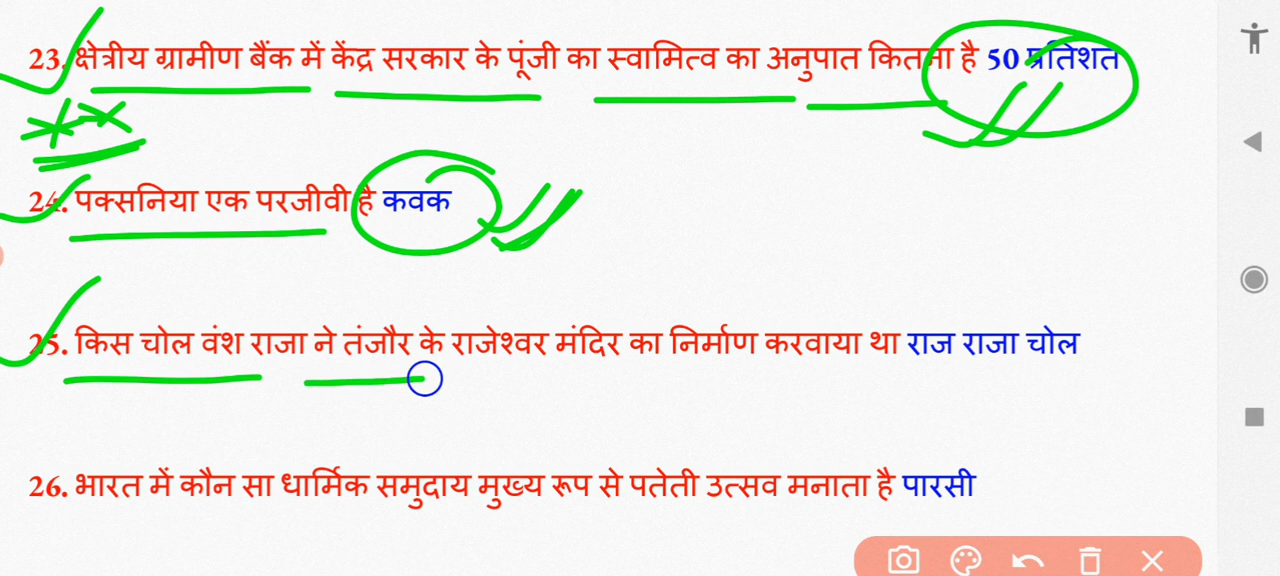 23. क्षेत्रीय ग्रामीण बैंक में केंद्र सरकार के पूंजी का स्वामित्व का अनुपात कितना है 50 प्रतिशत
24. पक्सनिया एक परजीवी है कवक
25. किस चोल वंश राजा ने तंजौर के राजेश्वर मंदिर का निर्माण करवाया था राज राजा चोल
26. भारत में कौन सा धार्मिक समुदाय मुख्य रूप से पतेती उत्सव मनाता है पारसी